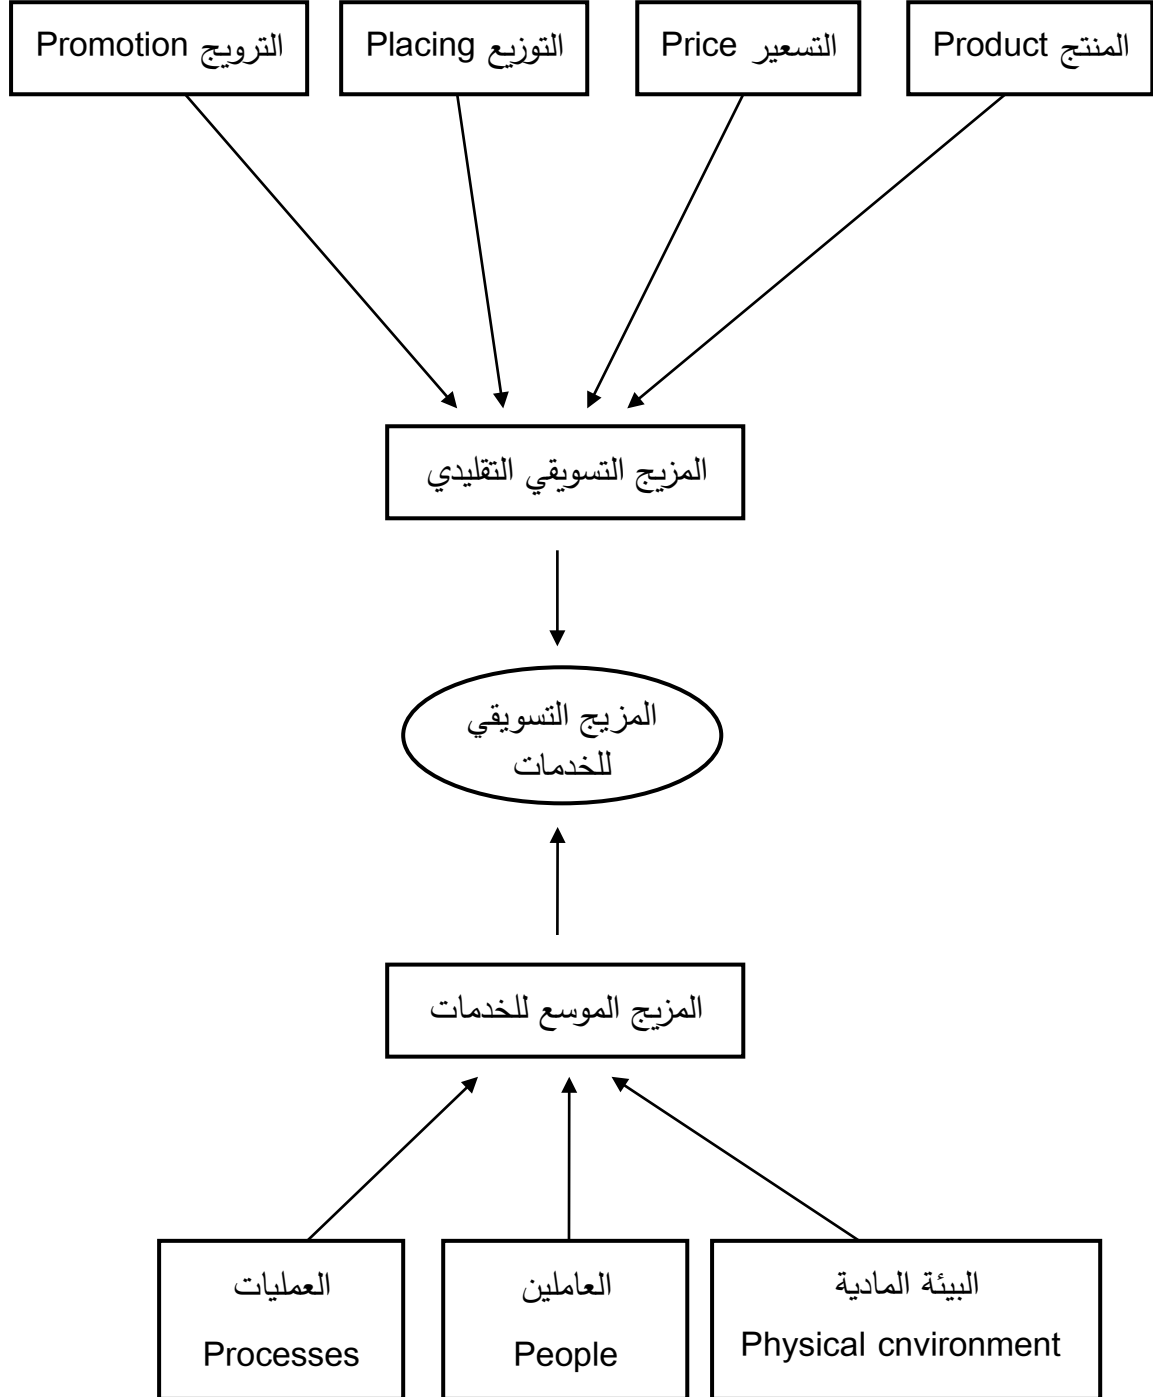 المنتج Product
التسعير Price
التوزيع Placing
الترويج Promotion
المزيج التسويقي التقليدي
المزيج التسويقي
للخدمات
المزيج الموسع للخدمات
البيئة المادية
Physical cnvironment
العاملين
People
العمليات
Processes